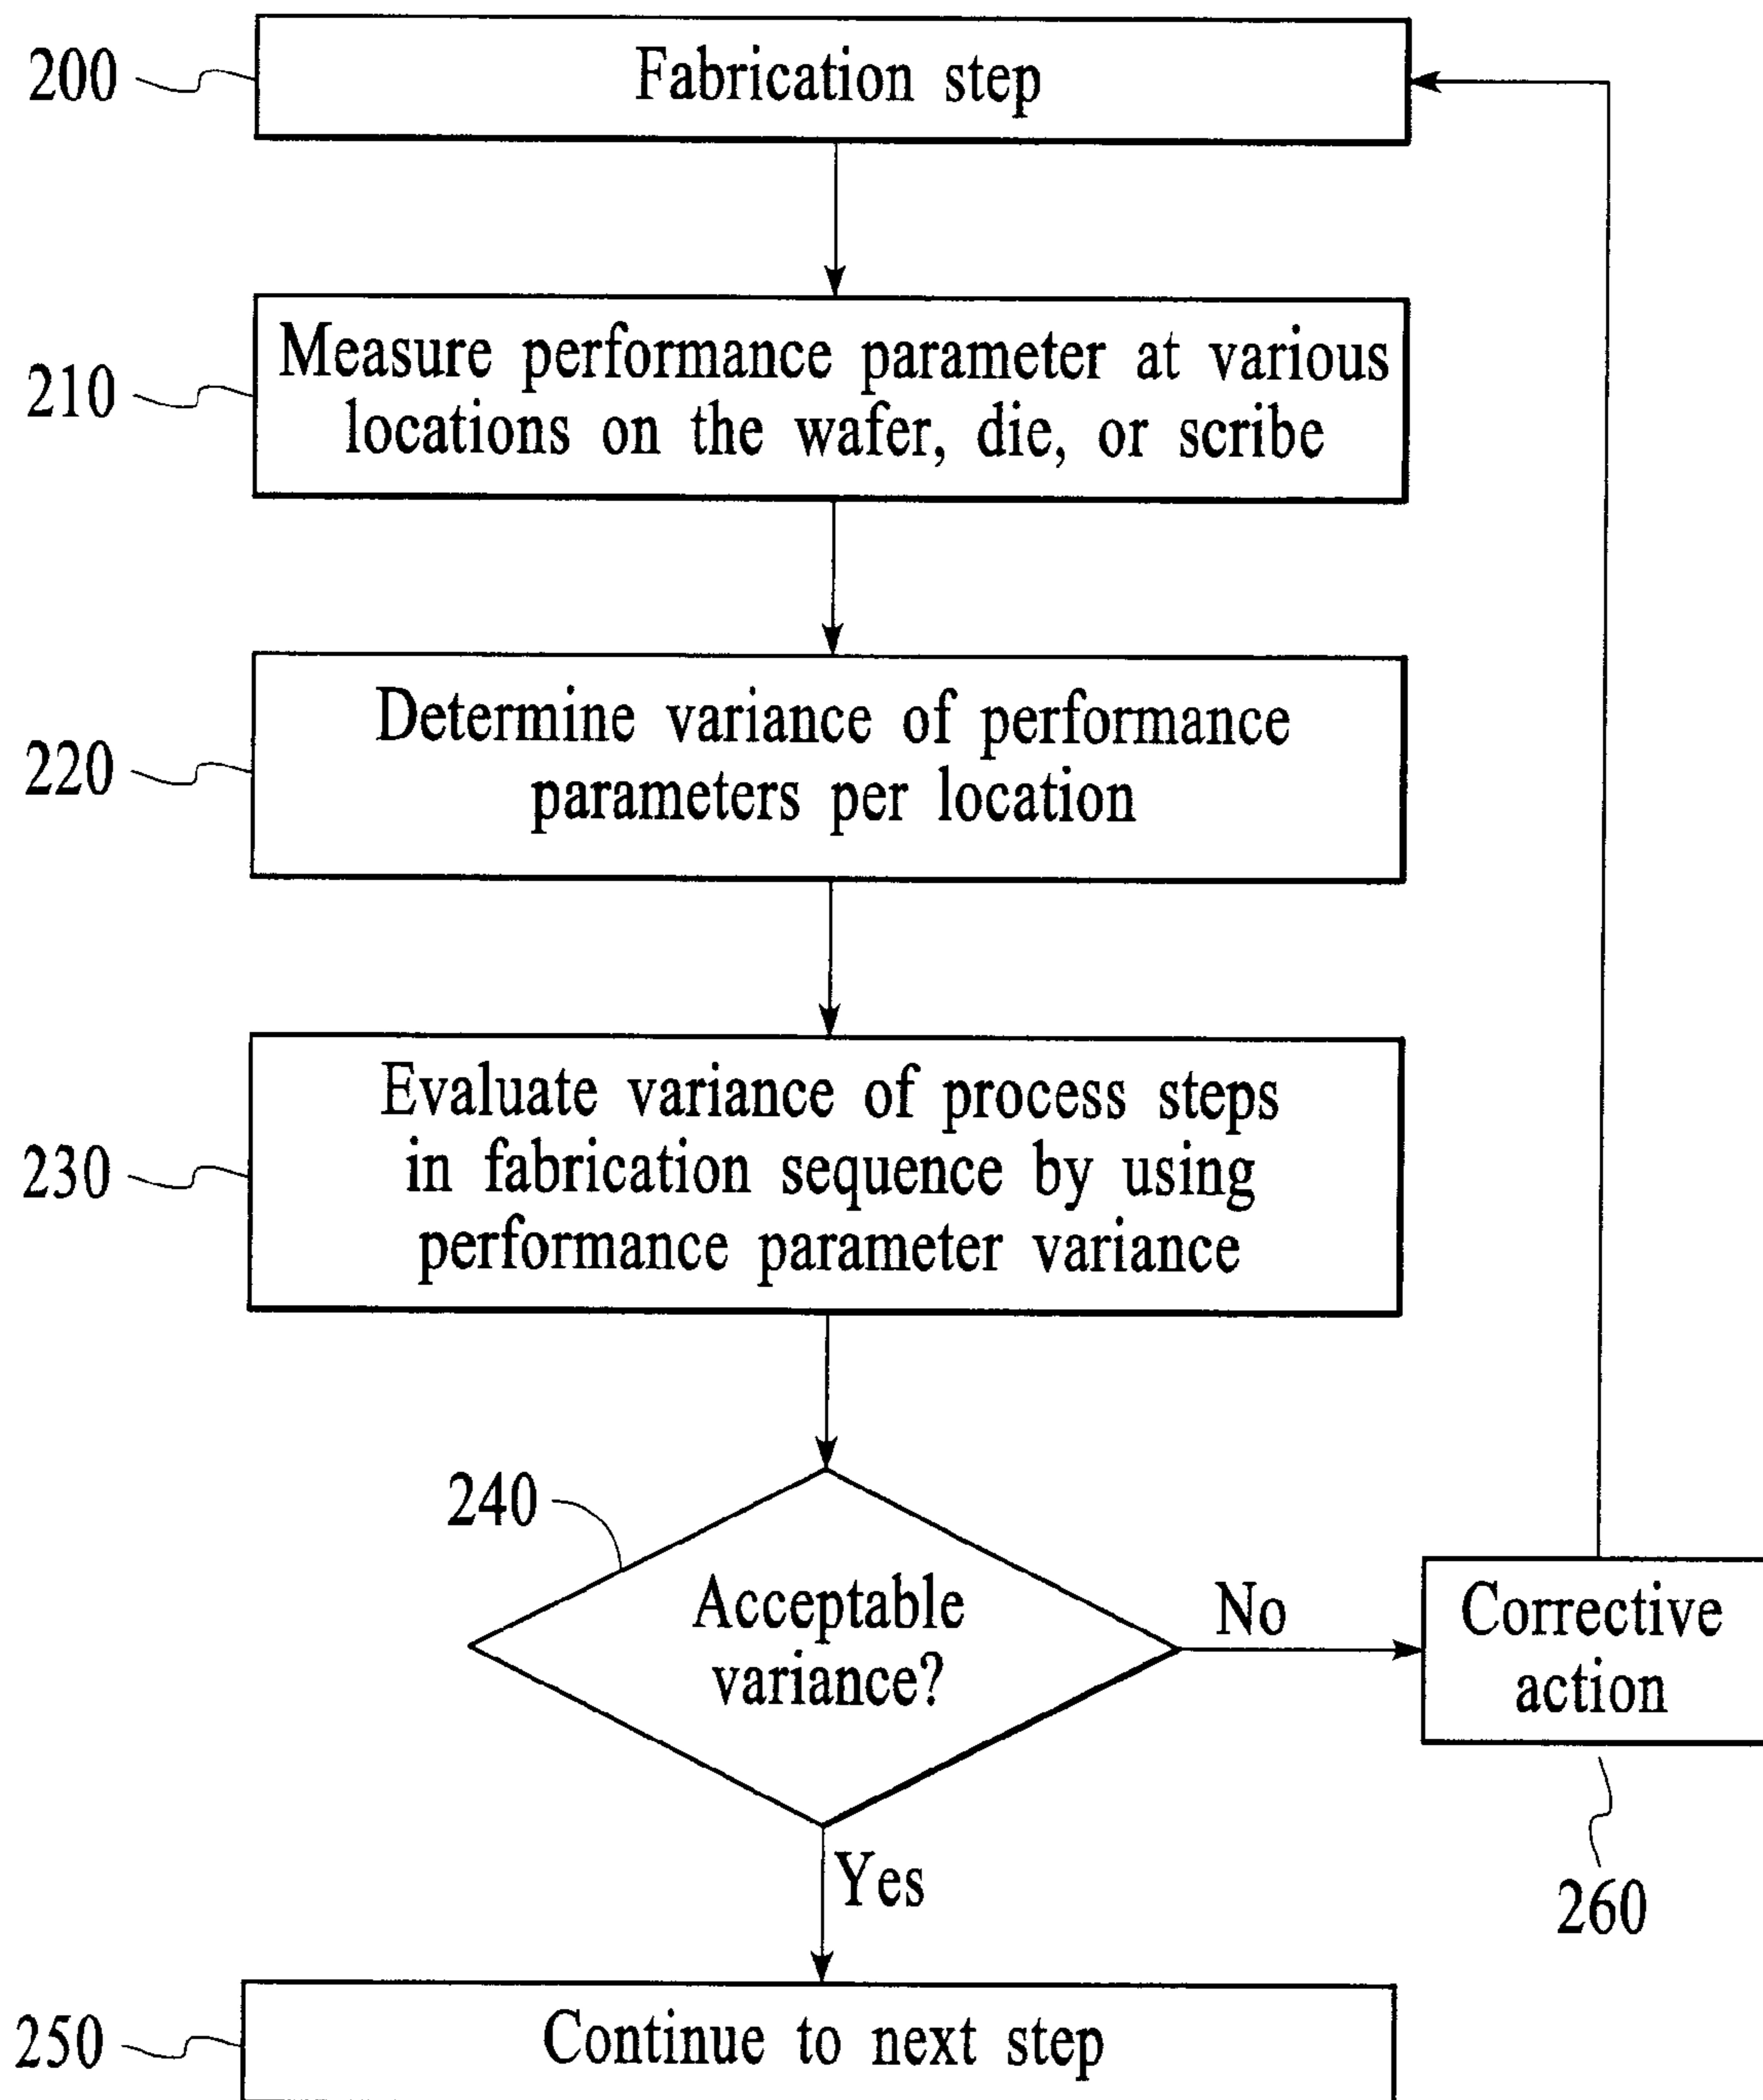 200
Fabrication step
210
Measure performance parameter at various
locations on the wafer, die, or scribe
220
Determine variance of performance
parameters per location
230
Evaluate variance of process steps
in fabrication sequence by using
performance parameter variance
240
Acceptable
variance?
No
Corrective
action
260
Yes
250
Continue to next step